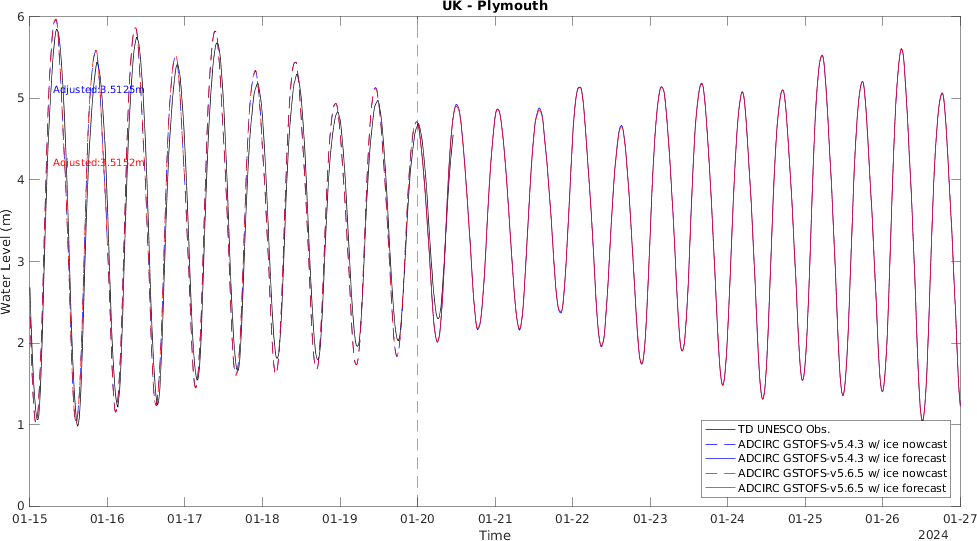 UK - Plymouth
6
5
4
3
2
1
0
Water Level (m)
Adjusted:3.5125m
Adjusted:3.5152m
TD UNESCO Obs.
ADCIRC GSTOFS-v5.4.3 w/ ice nowcast
ADCIRC GSTOFS-v5.4.3 w/ ice forecast
ADCIRC GSTOFS-v5.6.5 w/ ice nowcast
ADCIRC GSTOFS-v5.6.5 w/ ice forecast
01-15 01-16 01-17 01-18 01-19 01-20 01-21 01-22 01-23 01-24 01-25 01-26 01-27
Time
2024